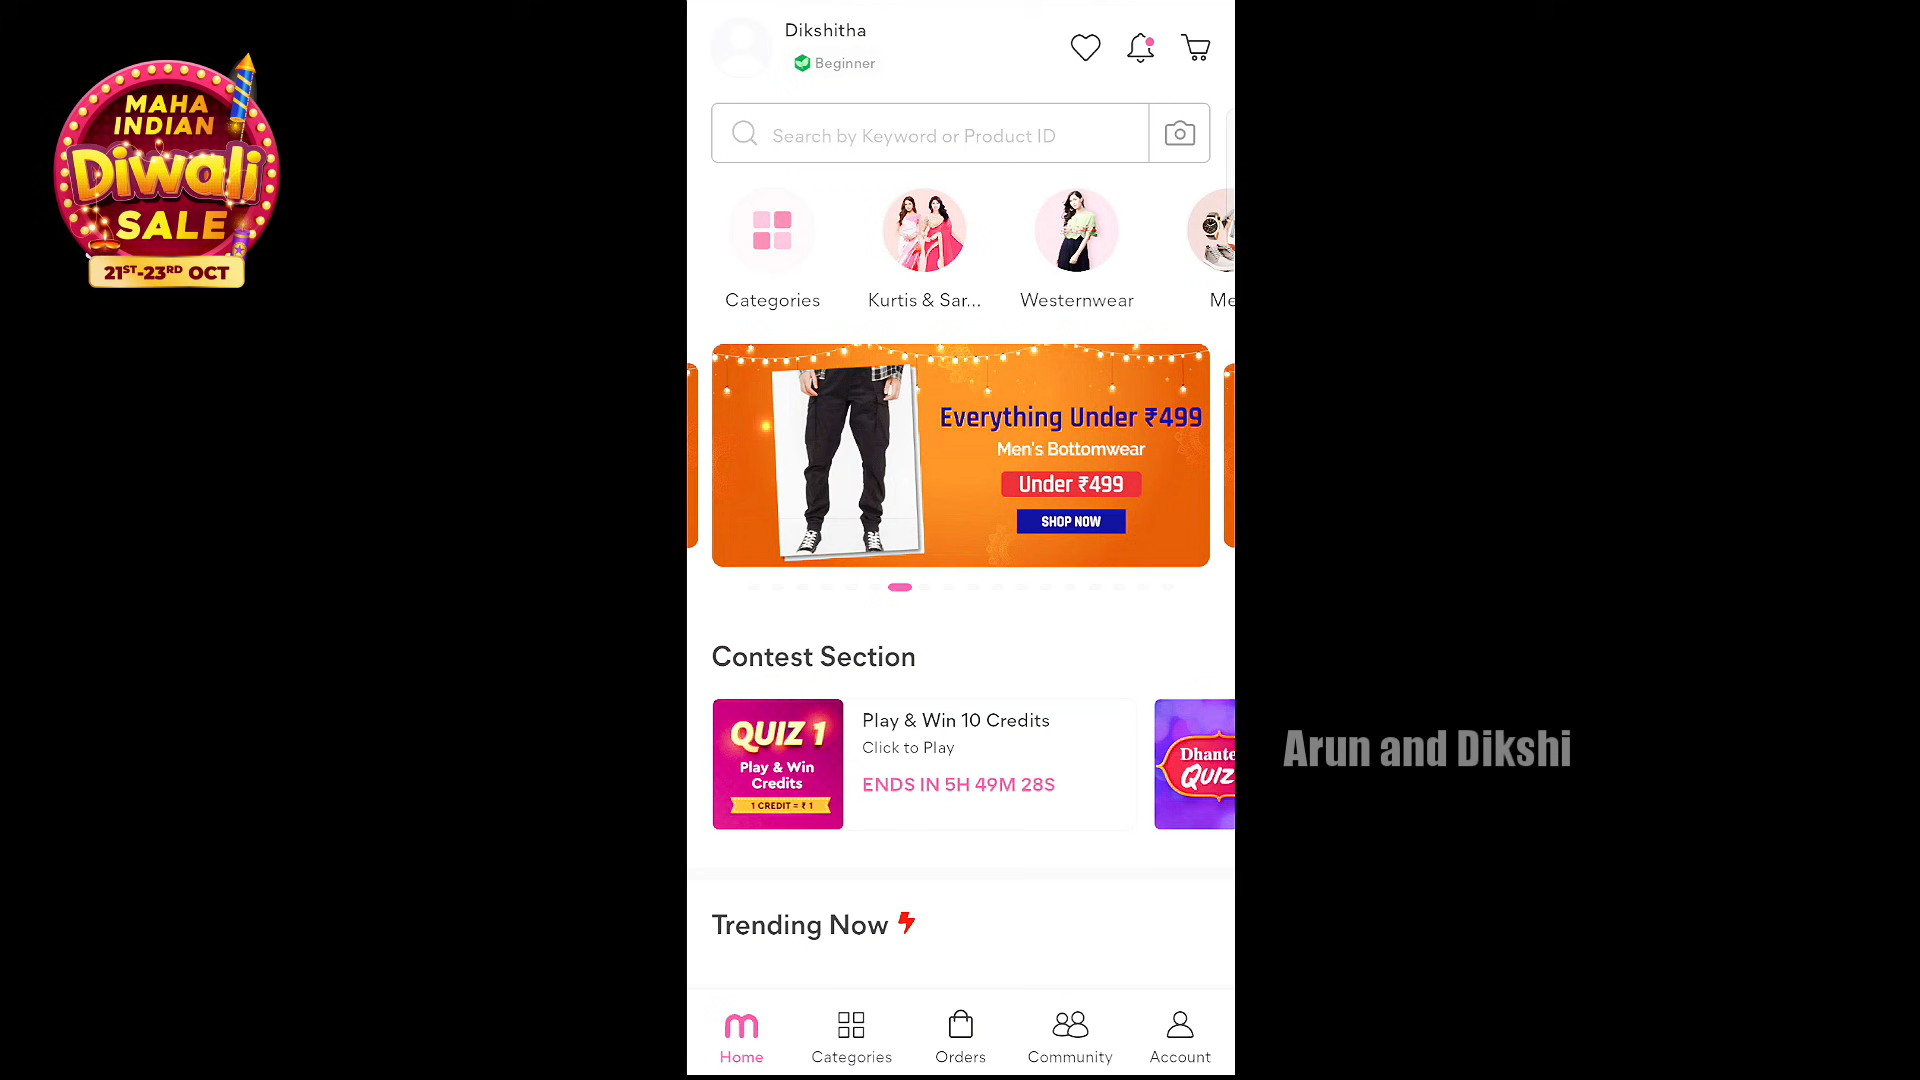 MAHA
INDIAN
Diwali
SALE
21ST-23RD OCT
Dikshitha
Beginner
Search by Keyword or Product ID
Categories
Kurtis & Sar...
Westernwear
Me
Everything Under ₹499
Men's Bottomwear
Under ₹499
SHOP NOW
Contest Section
QUIZ 1
Play & Win
Credits
1 CREDIT = ₹ 1
Play & Win 10 Credits
Click to Play
ENDS IN 5H 49M 28S
Dhante
QUIZ
Arun and Dikshi
Trending Now
Home
Categories
Orders
Community
Account